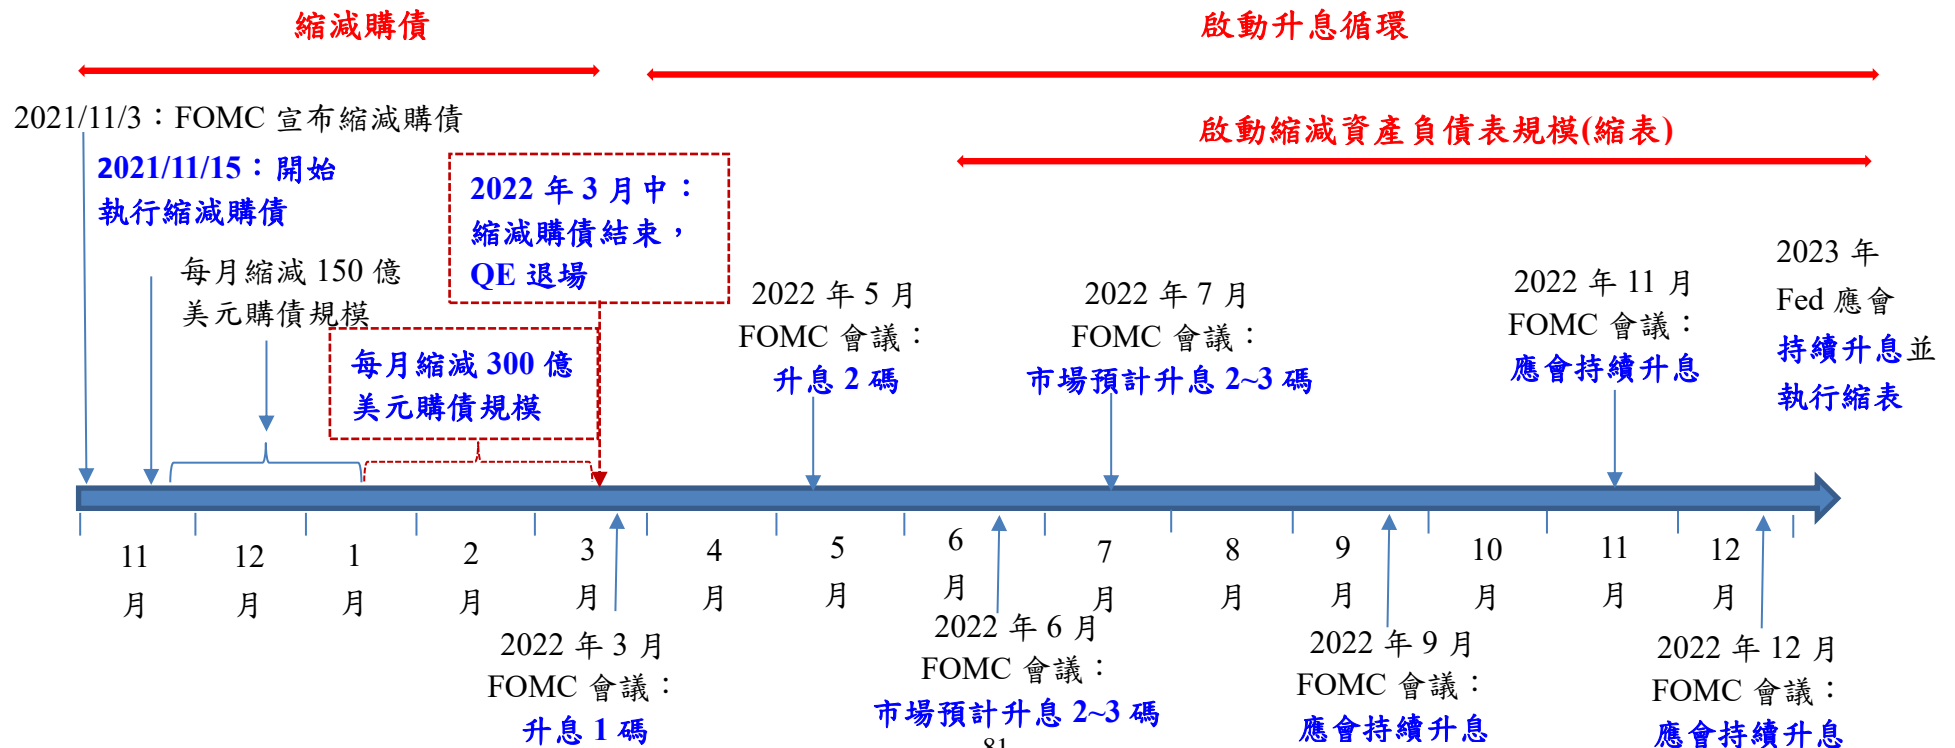 縮減購債
啟動升息循環
2021/11/3：FOMC 宣布縮減購債
啟動縮減資產負債表規模(縮表)
2021/11/15：開始
執行縮減購債
2022 年 3 月中：
縮減購債結束，
QE 退場
每月縮減 150 億
美元購債規模
每月縮減 300 億
美元購債規模
2022 年 5 月
FOMC 會議：
升息 2 碼
2022 年 7 月
FOMC 會議：
市場預計升息 2~3 碼
2022 年 11 月
FOMC 會議：
應會持續升息
2023 年
Fed 應會
持續升息並
執行縮表
11
月
12
月
1
月
2
月
3
月
4
月
5
月
6
月
7
月
8
月
9
月
10
月
11
月
12
月
2022 年 3 月
FOMC 會議：
升息 1 碼
2022 年 6 月
FOMC 會議：
市場預計升息 2~3 碼
2022 年 9 月
FOMC 會議：
應會持續升息
2022 年 12 月
FOMC 會議：
應會持續升息
81